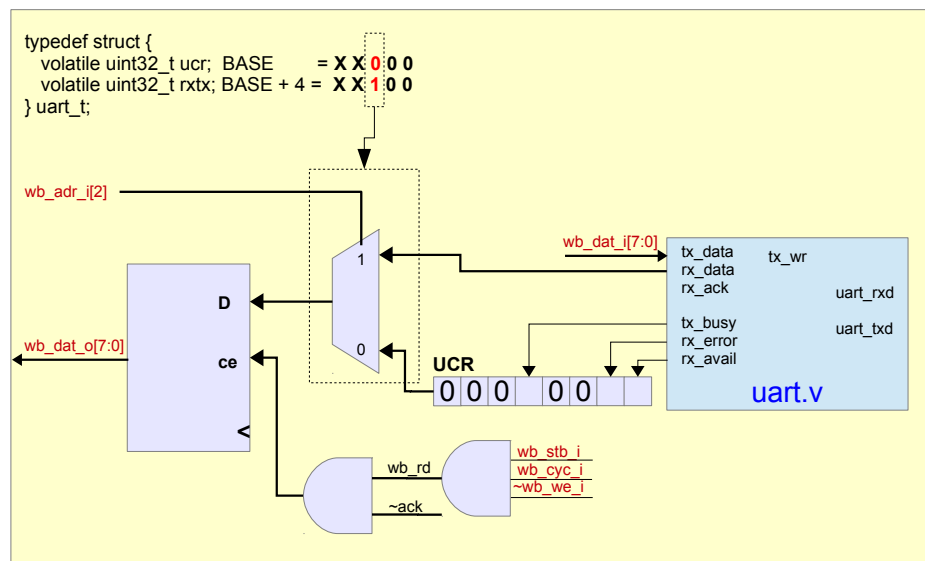 typedef struct {
volatile uint32_t ucr; BASE = X X 0 0 0
volatile uint32_t rxtx; BASE + 4 = X X 1 0 0
} uart_t;
wb_adr_i[2]
1
0
wb_dat_i[7:0]
tx_data
rx_data
rx_ack
tx_wr
uart_rxd
uart_txd
tx_busy
rx_error
rx_avail
uart.v
D
ce
<
wb_dat_o[7:0]
UCR
0 0 0 0 0
wb_stb_i
wb_cyc_i
~wb_we_i
wb_rd
~ack